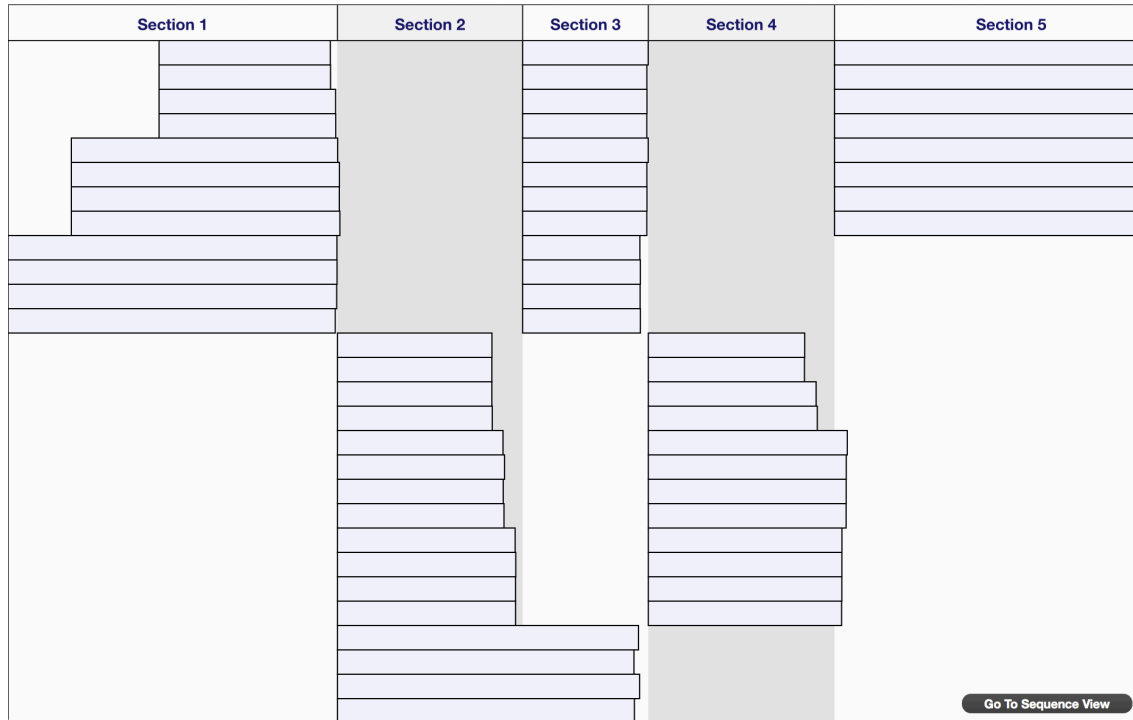 Section 1
Section 2
Section 3
Section 4
Section 5
Go To Sequence View